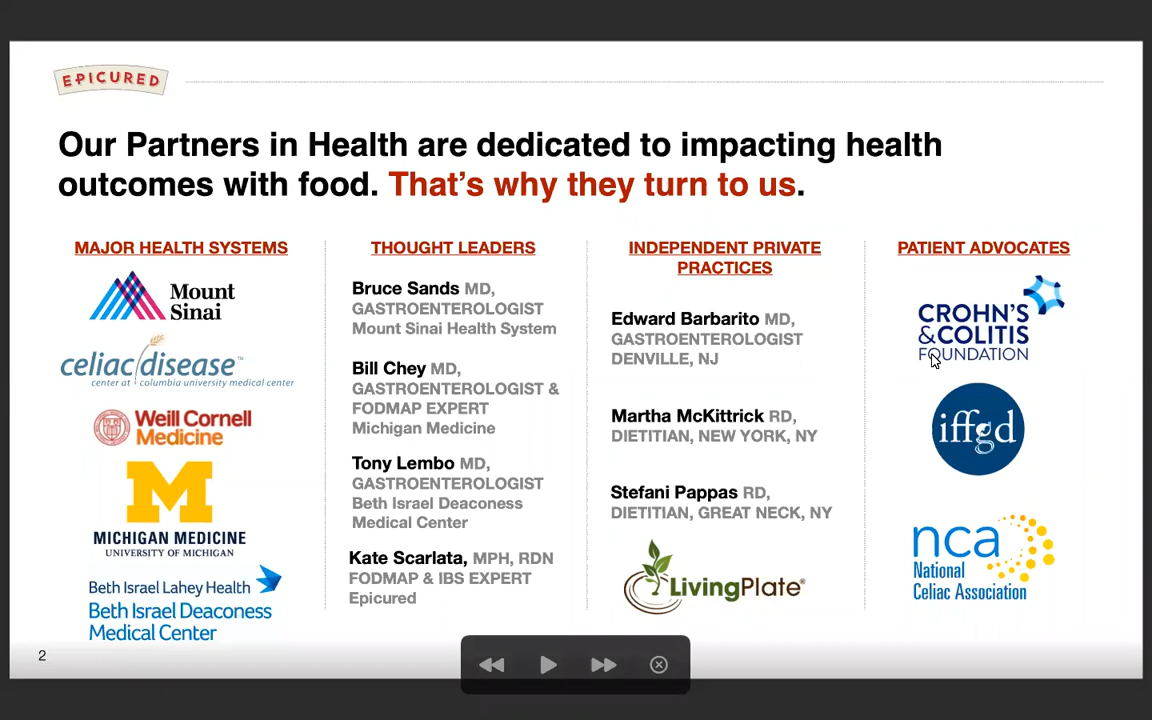 EPICURED
Our Partners in Health are dedicated to impacting health
outcomes with food. That's why they turn to us.
MAJOR HEALTH SYSTEMS
Mount
Sinai
celiac disease™
center at columbia university medical center
Weill Cornell
Medicine
M
MICHIGAN MEDICINE
UNIVERSITY OF MICHIGAN
Beth Israel Lahey Health
Beth Israel Deaconess
Medical Center
THOUGHT LEADERS
Bruce Sands MD,
GASTROENTEROLOGIST
Mount Sinai Health System
Bill Chey MD,
GASTROENTEROLOGIST &
FODMAP EXPERT
Michigan Medicine
Tony Lembo MD,
GASTROENTEROLOGIST
Beth Israel Deaconess
Medical Center
Kate Scarlata, MPH, RDN
FODMAP & IBS EXPERT
Epicured
INDEPENDENT PRIVATE
PRACTICES
Edward Barbarito MD,
GASTROENTEROLOGIST
DENVILLE, NJ
Martha McKittrick RD,
DIETITIAN, NEW YORK, NY
Stefani Pappas RD,
DIETITIAN, GREAT NECK, NY
LivingPlate®
PATIENT ADVOCATES
CROHN'S
&COLITIS
FOUNDATION
iffgd
nca
National
Celiac Association
2